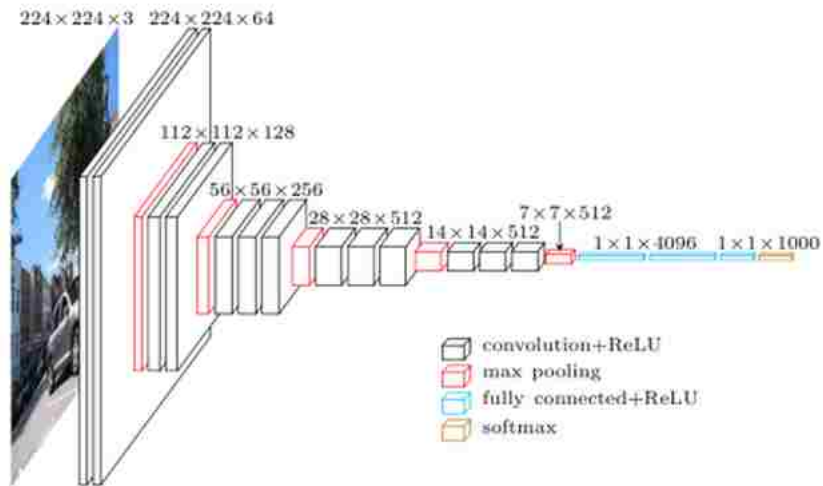 224×224×3
224×224×64
112×112×128
56×56×256
28×28×512
14×14×512
7×7×512
1×1×4096
1×1×1000
convolution+ReLU
max pooling
fully connected+ReLU
softmax